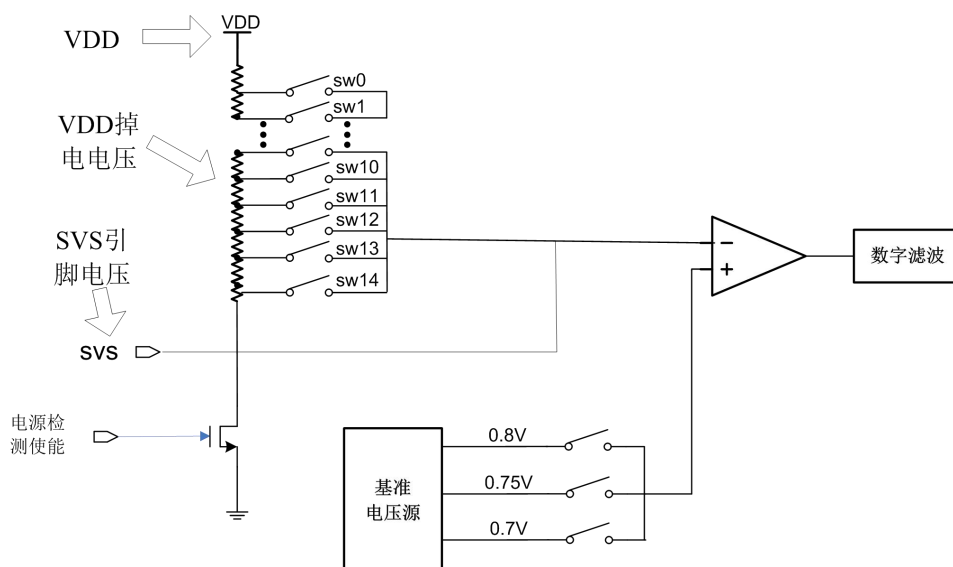 VDD
VDD
sw0
sw1
VDD掉
电电压
sw10
sw11
sw12
sw13
sw14
SVS引
脚电压
SVS
数字滤波
电源检
测使能
基准
电压源
0.8V
0.75V
0.7V